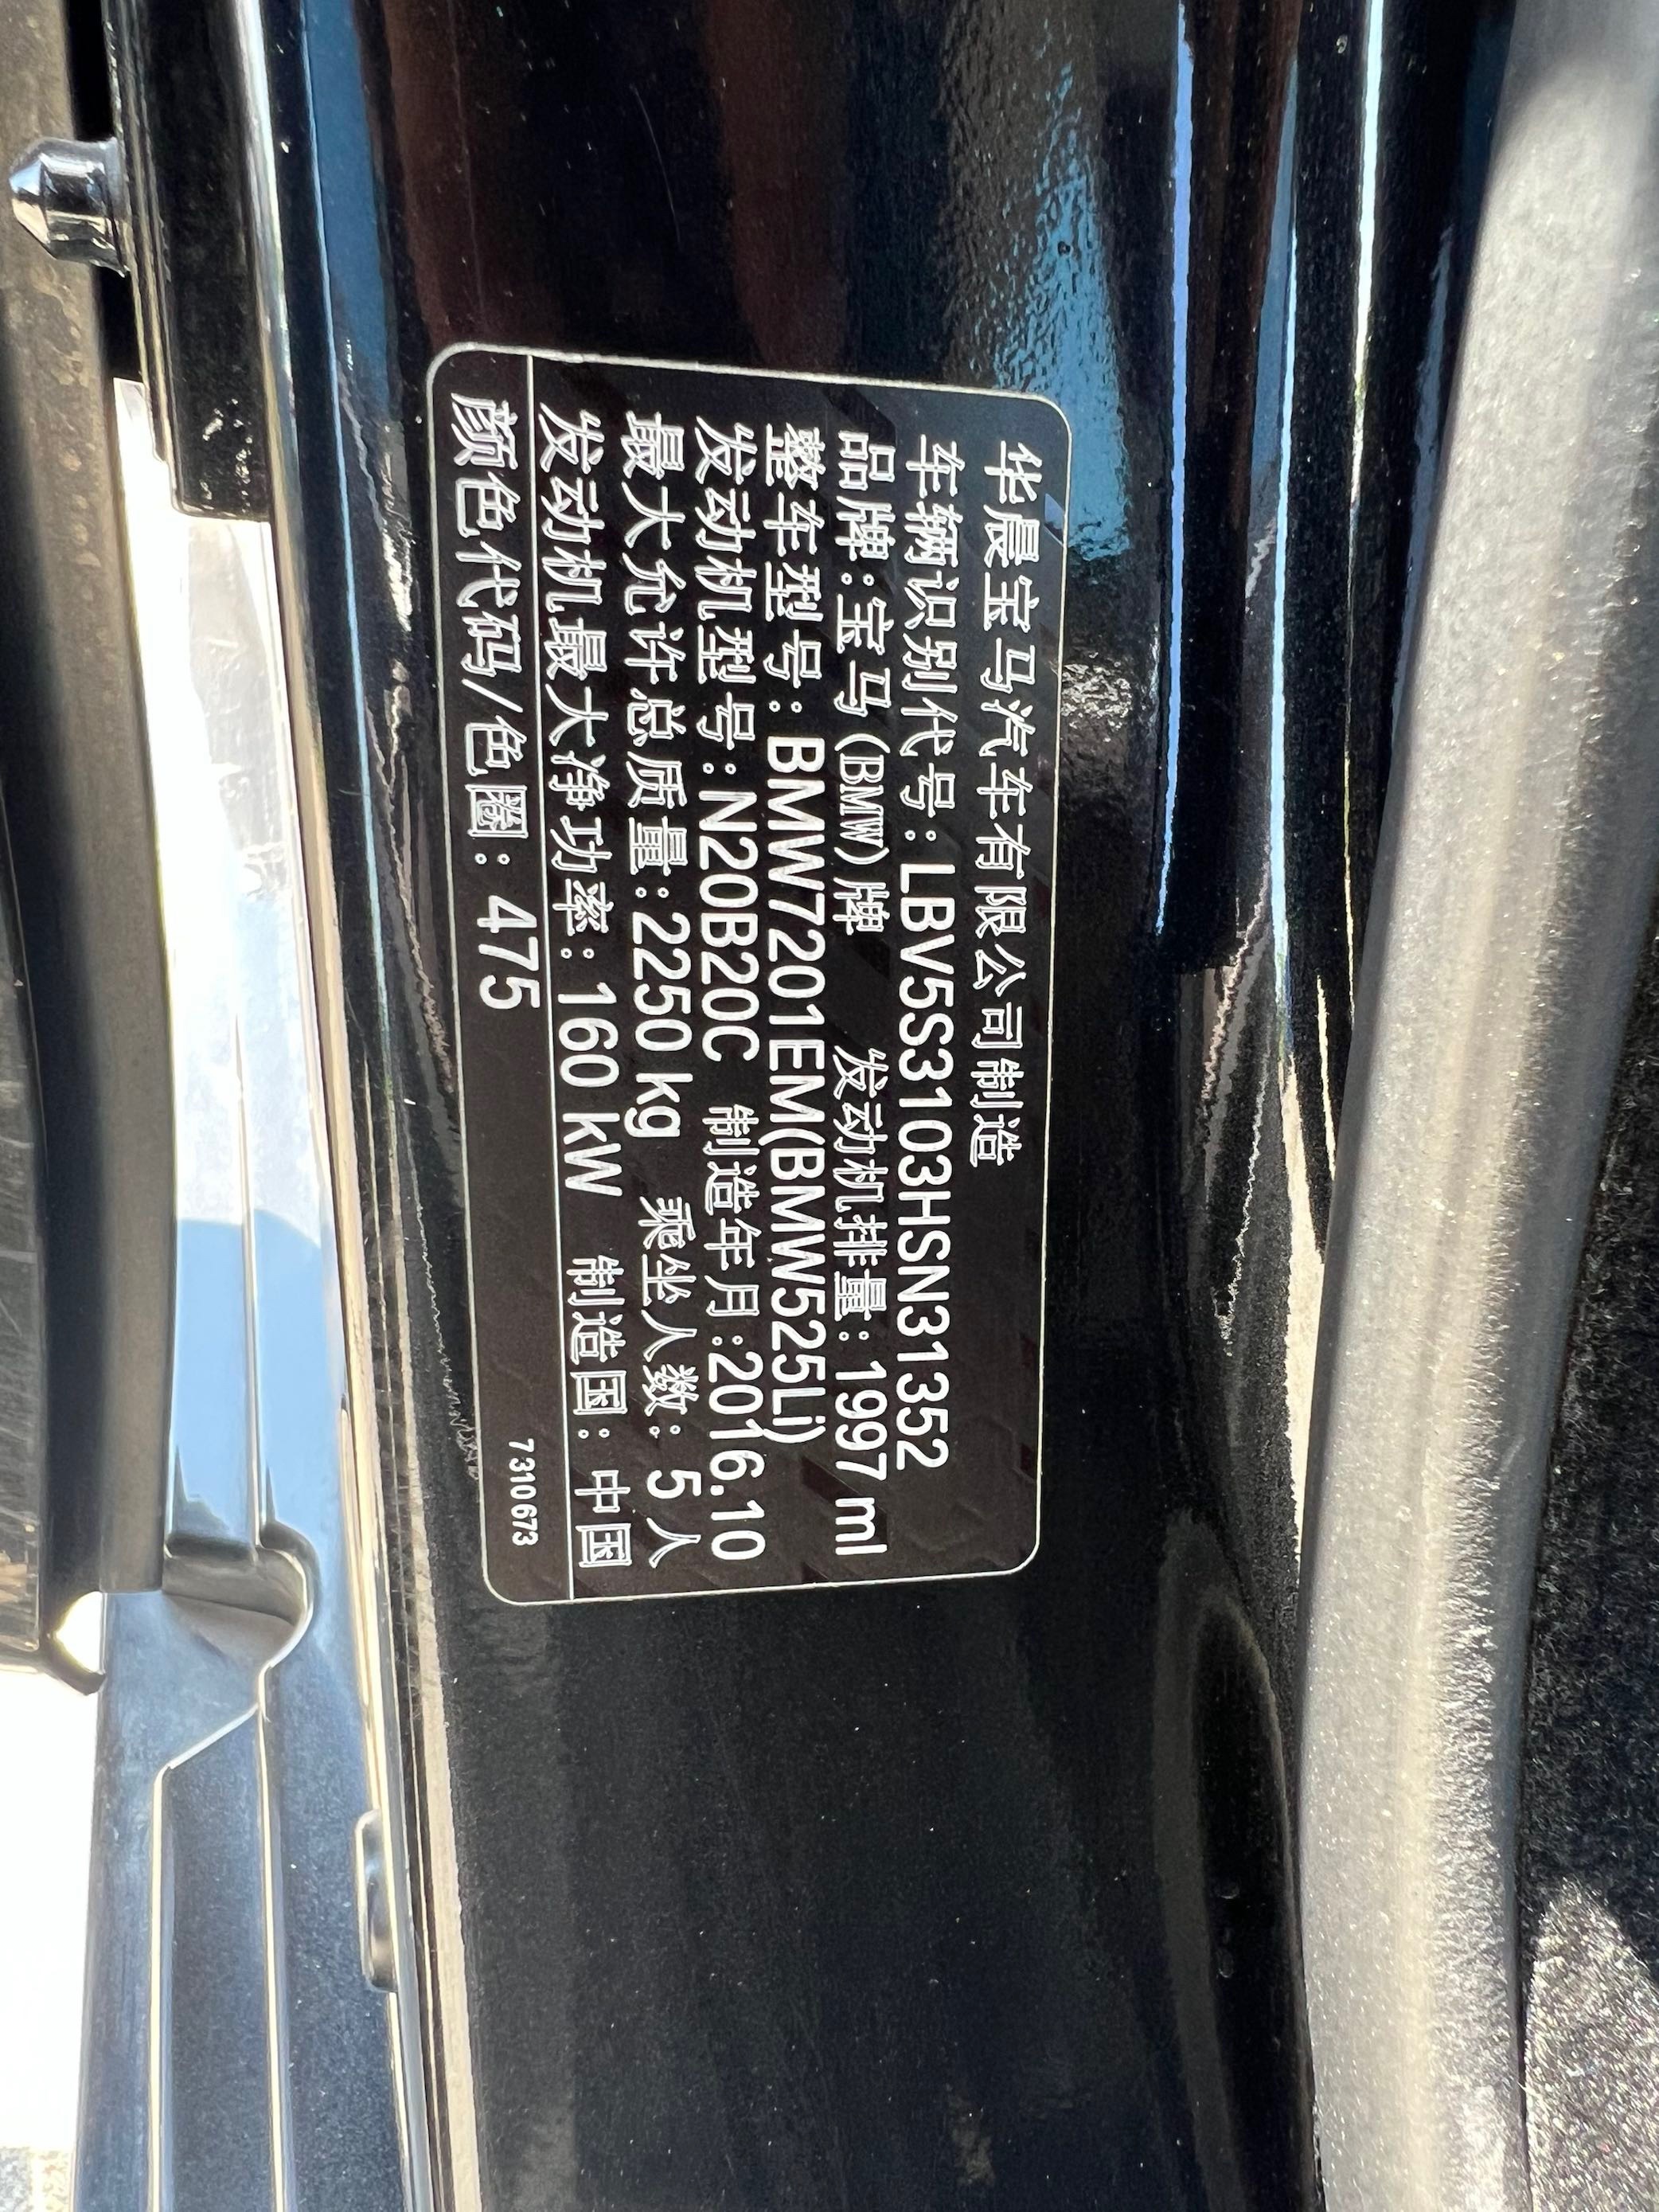 华晨宝马汽车有限公司制造
车辆识别代号:LBV5S3103HSN31352
品牌:宝马(BMW)牌 发动机排量:1997 ml
整车型号:BMW7201EM(BMW525Li)
发动机型号:N20B20C 制造年月:2016.10
最大允许总质量:2250 kg 乘坐人数:5人
发动机最大净功率:160 kW 制造国:中国
颜色代码/色圈:475
7310673